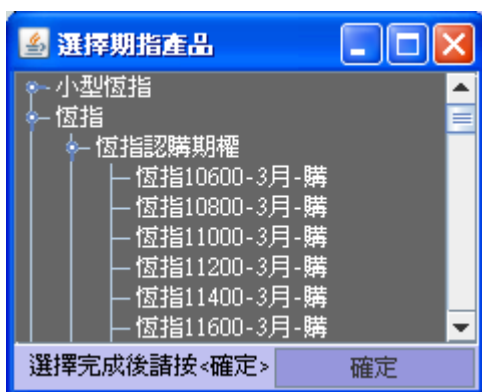 選擇期指產品
小型恆指
恆指
恆指認購期權
恆指10600-3月-購
恆指10800-3月-購
恆指11000-3月-購
恆指11200-3月-購
恆指11400-3月-購
恆指11600-3月-購
選擇完成後請按<確定>
確定